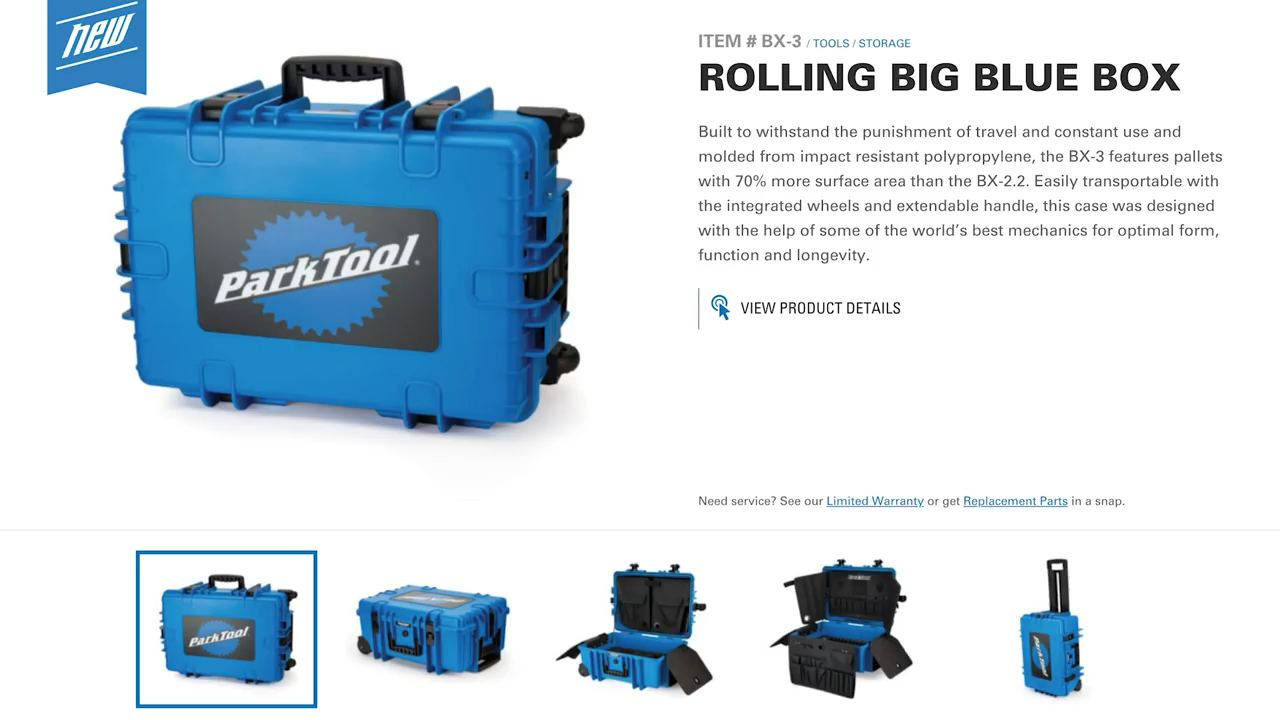 new
ITEM # BX-3 / TOOLS / STORAGE
ROLLING BIG BLUE BOX
Built to withstand the punishment of travel and constant use and
molded from impact resistant polypropylene, the BX-3 features pallets
with 70% more surface area than the BX-2.2. Easily transportable with
the integrated wheels and extendable handle, this case was designed
with the help of some of the world’s best mechanics for optimal form,
function and longevity.
ParkTool®
VIEW PRODUCT DETAILS
Need service? See our Limited Warranty or get Replacement Parts in a snap.
ParkTool
ParkTool
ParkTool